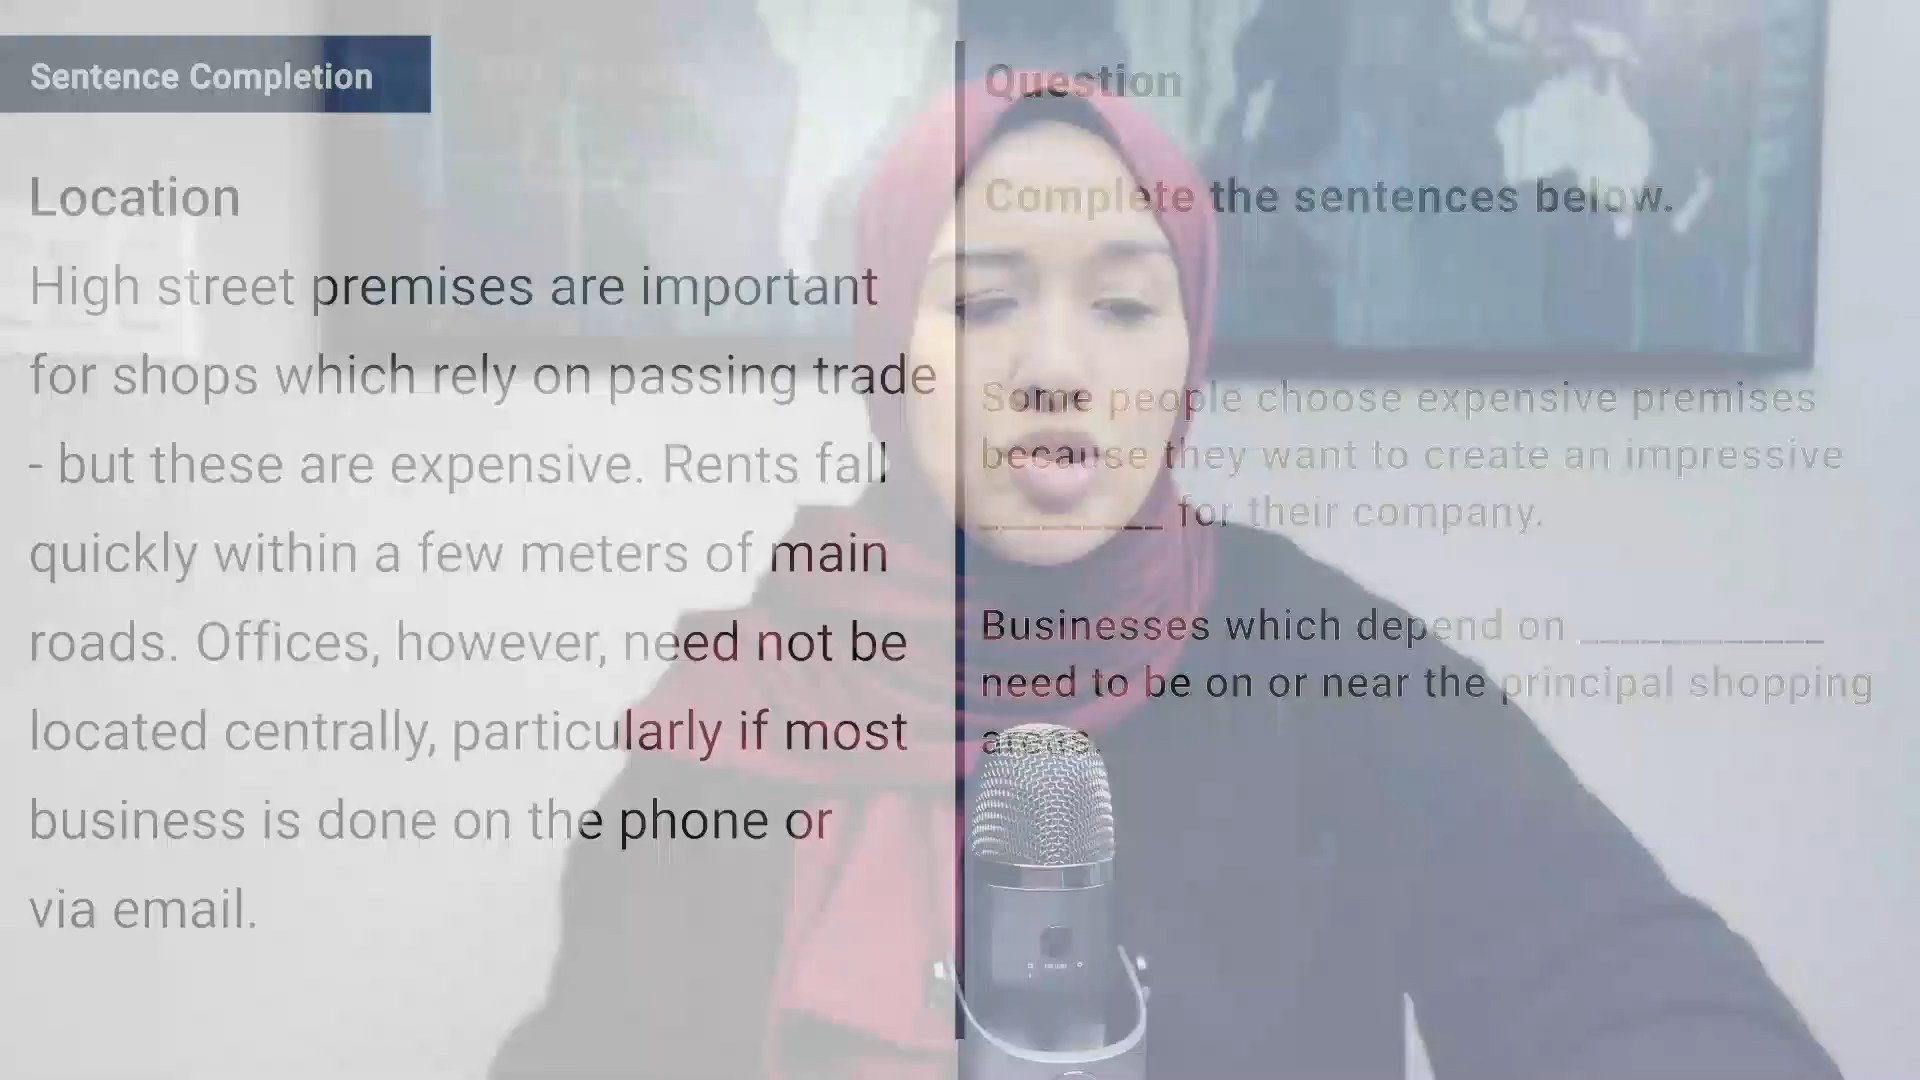 Sentence Completion
Location
High street premises are important
for shops which rely on passing trade
- but these are expensive. Rents fall
quickly within a few meters of main
roads. Offices, however, need not be
located centrally, particularly if most
business is done on the phone or
via email.
Question
Complete the sentences below.
Some people choose expensive premises
because they want to create an impressive
_________ for their company.
Businesses which depend on ____________
need to be on or near the principal shopping
areas.